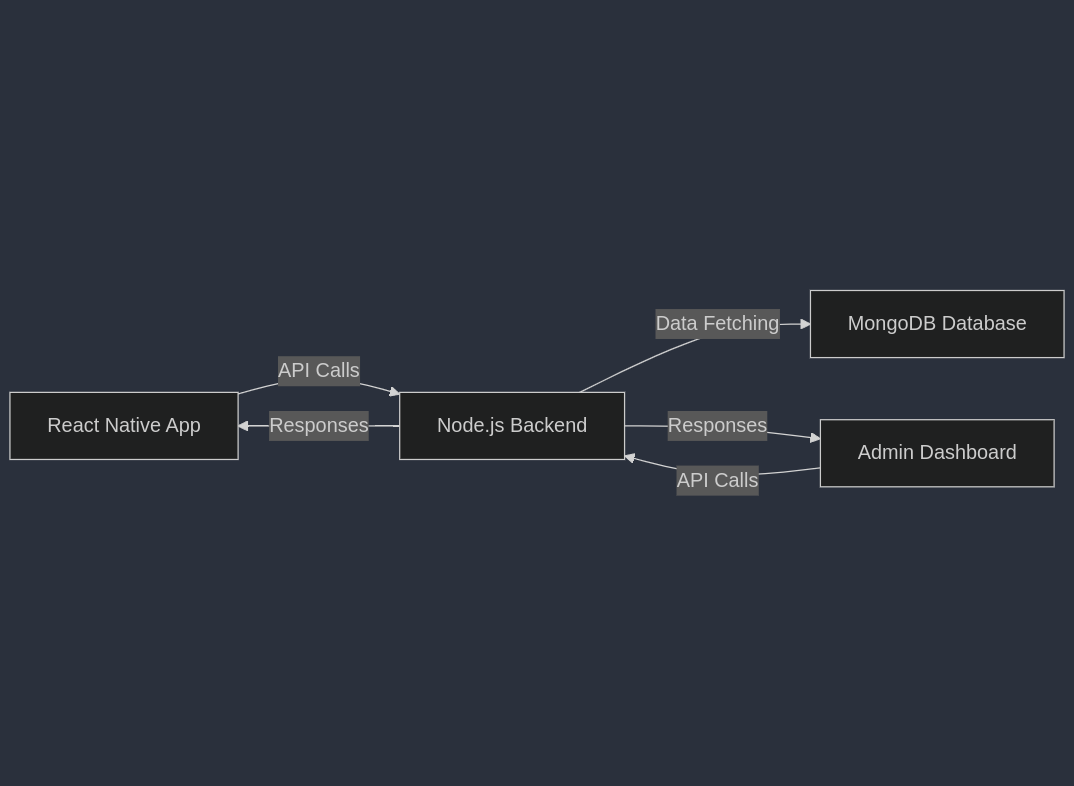 React Native App
API Calls
Responses
Node.js Backend
Data Fetching
MongoDB Database
Responses
API Calls
Admin Dashboard